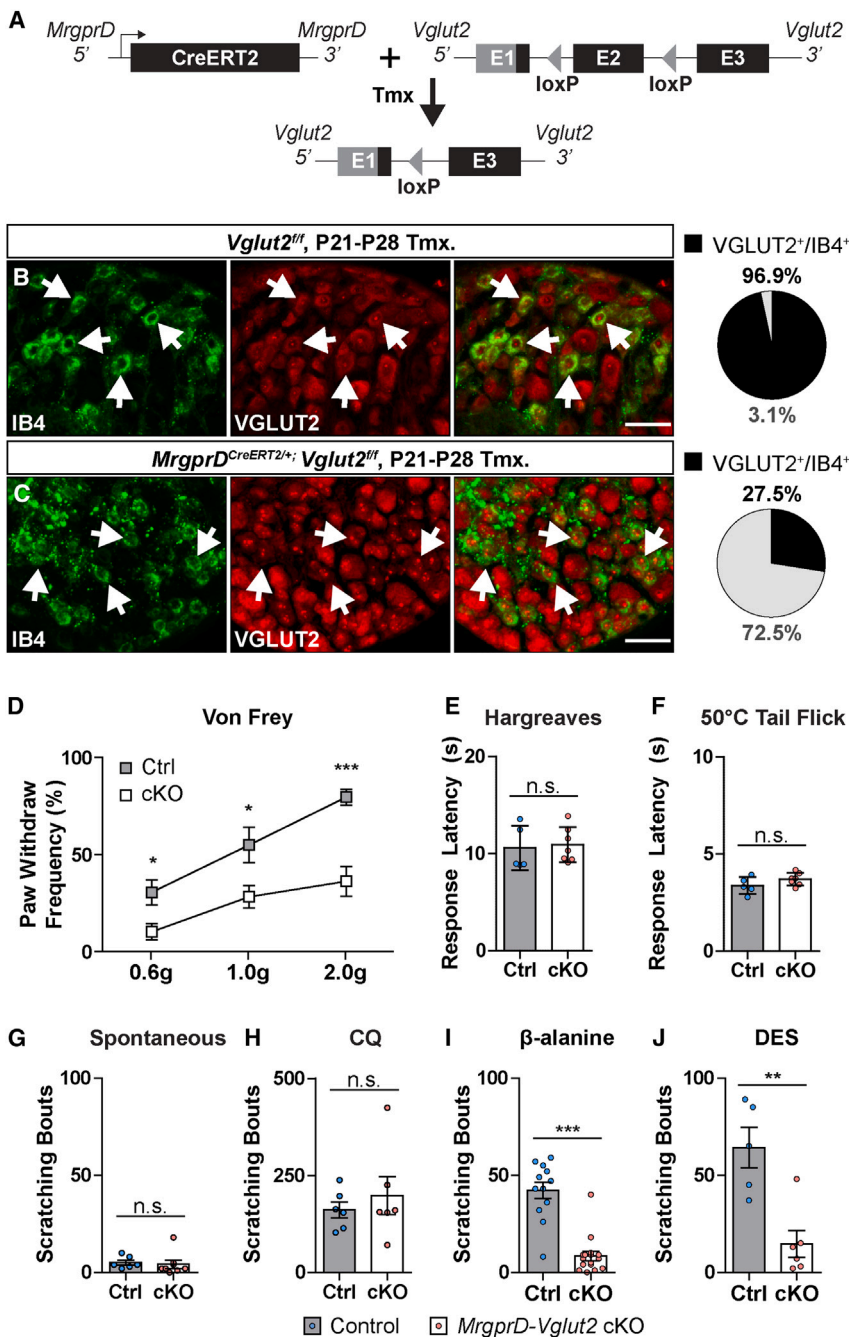 A
MrgprD MrgprD
5’ CreERT2 3’
+
Vglut2 Vglut2
5’ E1 E2 E3 3’
loxP loxP
Tmx
Vglut2 Vglut2
5’ E1 E3 3’
loxP
Vglut2f/f, P21-P28 Tmx.
B
IB4
VGLUT2
VGLUT2+/IB4+
96.9%
3.1%
MrgprDCreERT2/+; Vglut2f/f, P21-P28 Tmx.
C
IB4
VGLUT2
VGLUT2+/IB4+
27.5%
72.5%
D Von Frey
Paw Withdraw
Frequency (%)
100
50
0
Ctrl
cKO
*
*
***
0.6g 1.0g 2.0g
E Hargreaves
Response Latency (s)
20
10
0
n.s.
Ctrl cKO
F 50°C Tail Flick
Response Latency (s)
10
5
0
n.s.
Ctrl cKO
G Spontaneous
Scratching Bouts
100
50
0
n.s.
Ctrl cKO
H CQ
Scratching Bouts
500
250
0
n.s.
Ctrl cKO
I β-alanine
Scratching Bouts
100
50
0
***
Ctrl cKO
J DES
Scratching Bouts
100
50
0
**
Ctrl cKO
Control MrgprD-Vglut2 cKO